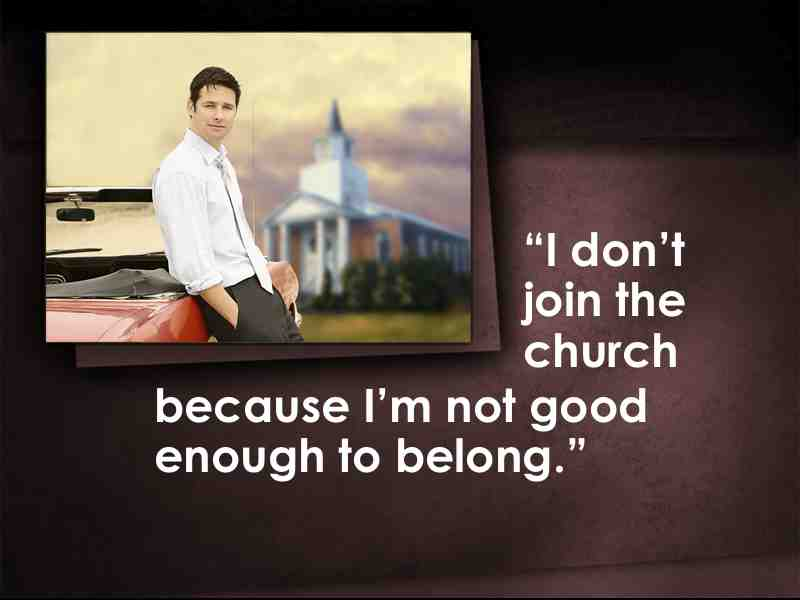 “I don’t
join the
church
because I’m not good
enough to belong.”